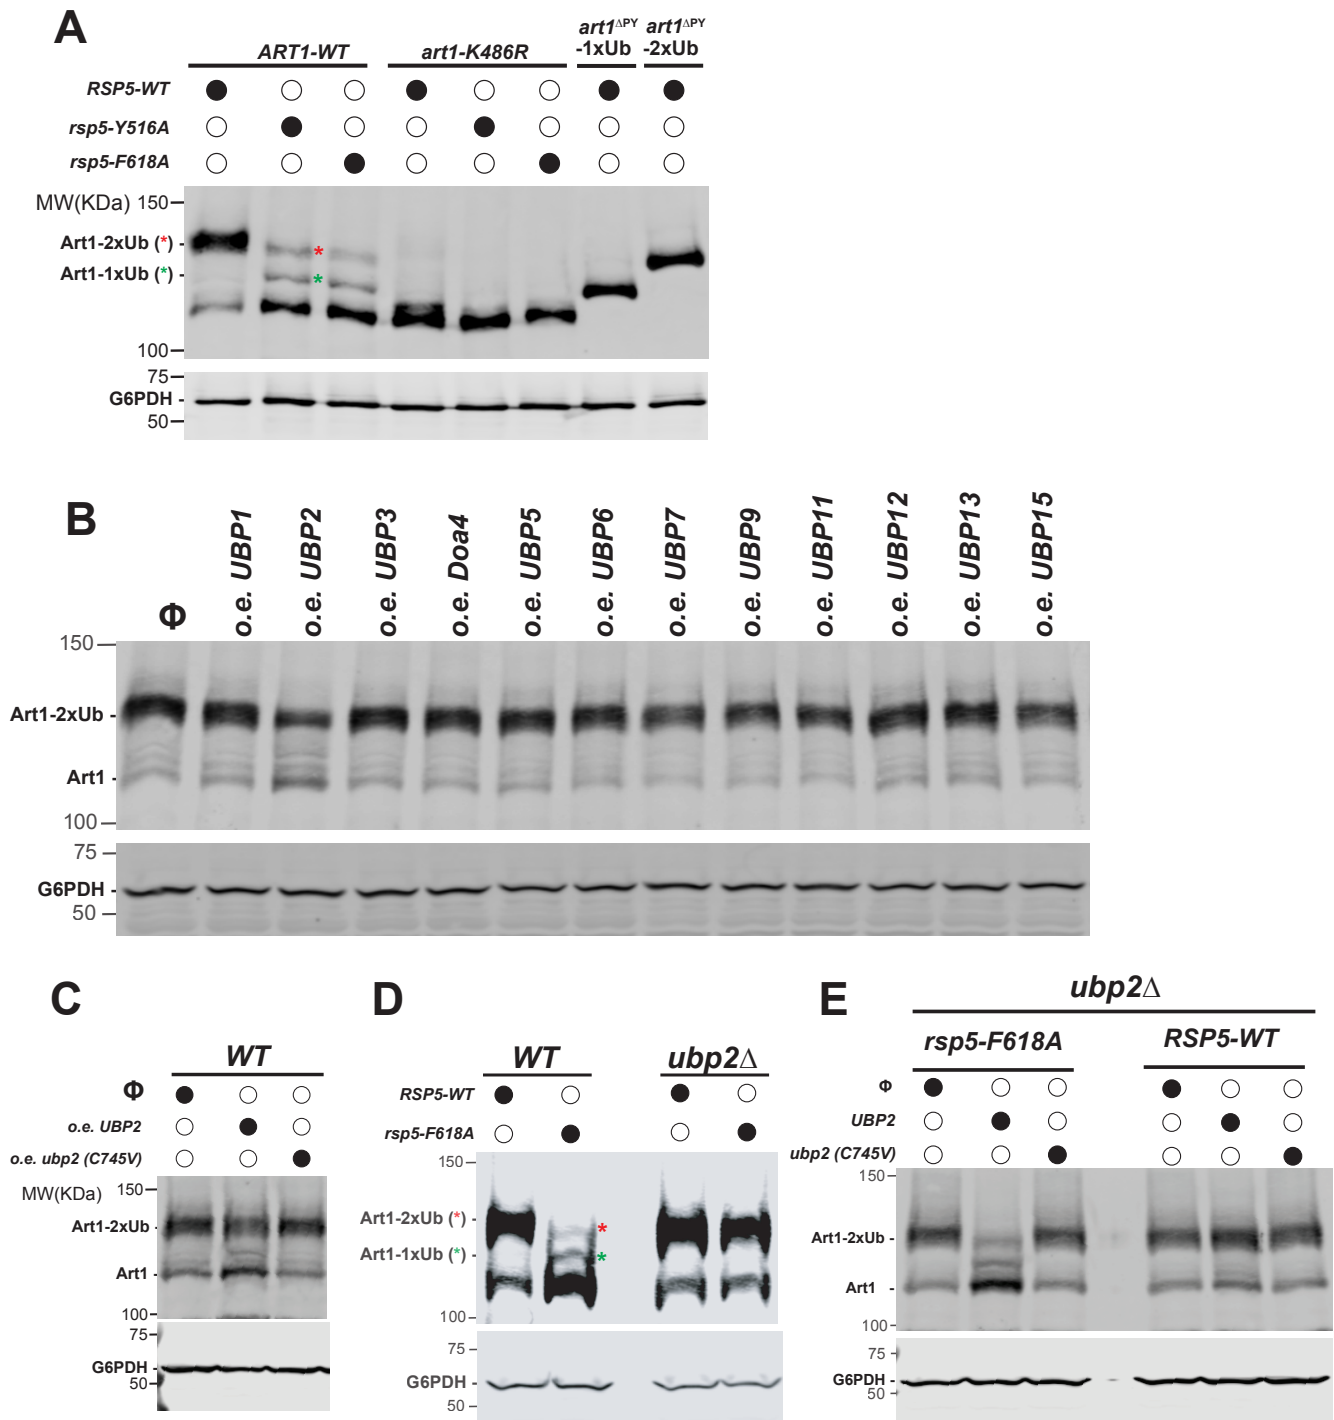 A
ART1-WT
art1-K486R
art1ΔPY
-1xUb
art1ΔPY
-2xUb
RSP5-WT
rsp5-Y516A
rsp5-F618A
MW(KDa) 150
Art1-2xUb (*)
Art1-1xUb (*)
*
*
100
75
G6PDH
50
B
Φ
o.e. UBP1
o.e. UBP2
o.e. UBP3
o.e. Doa4
o.e. UBP5
o.e. UBP6
o.e. UBP7
o.e. UBP9
o.e. UBP11
o.e. UBP12
o.e. UBP13
o.e. UBP15
150
Art1-2xUb
Art1
100
75
G6PDH
50
C
WT
Φ
o.e. UBP2
o.e. ubp2 (C745V)
MW(KDa) 150
Art1-2xUb
Art1
100
75
G6PDH
50
D
WT
ubp2Δ
RSP5-WT
rsp5-F618A
150
Art1-2xUb (*)
Art1-1xUb (*)
*
*
100
75
G6PDH
50
E
ubp2Δ
rsp5-F618A
RSP5-WT
Φ
UBP2
ubp2 (C745V)
150
Art1-2xUb
Art1
100
75
G6PDH
50